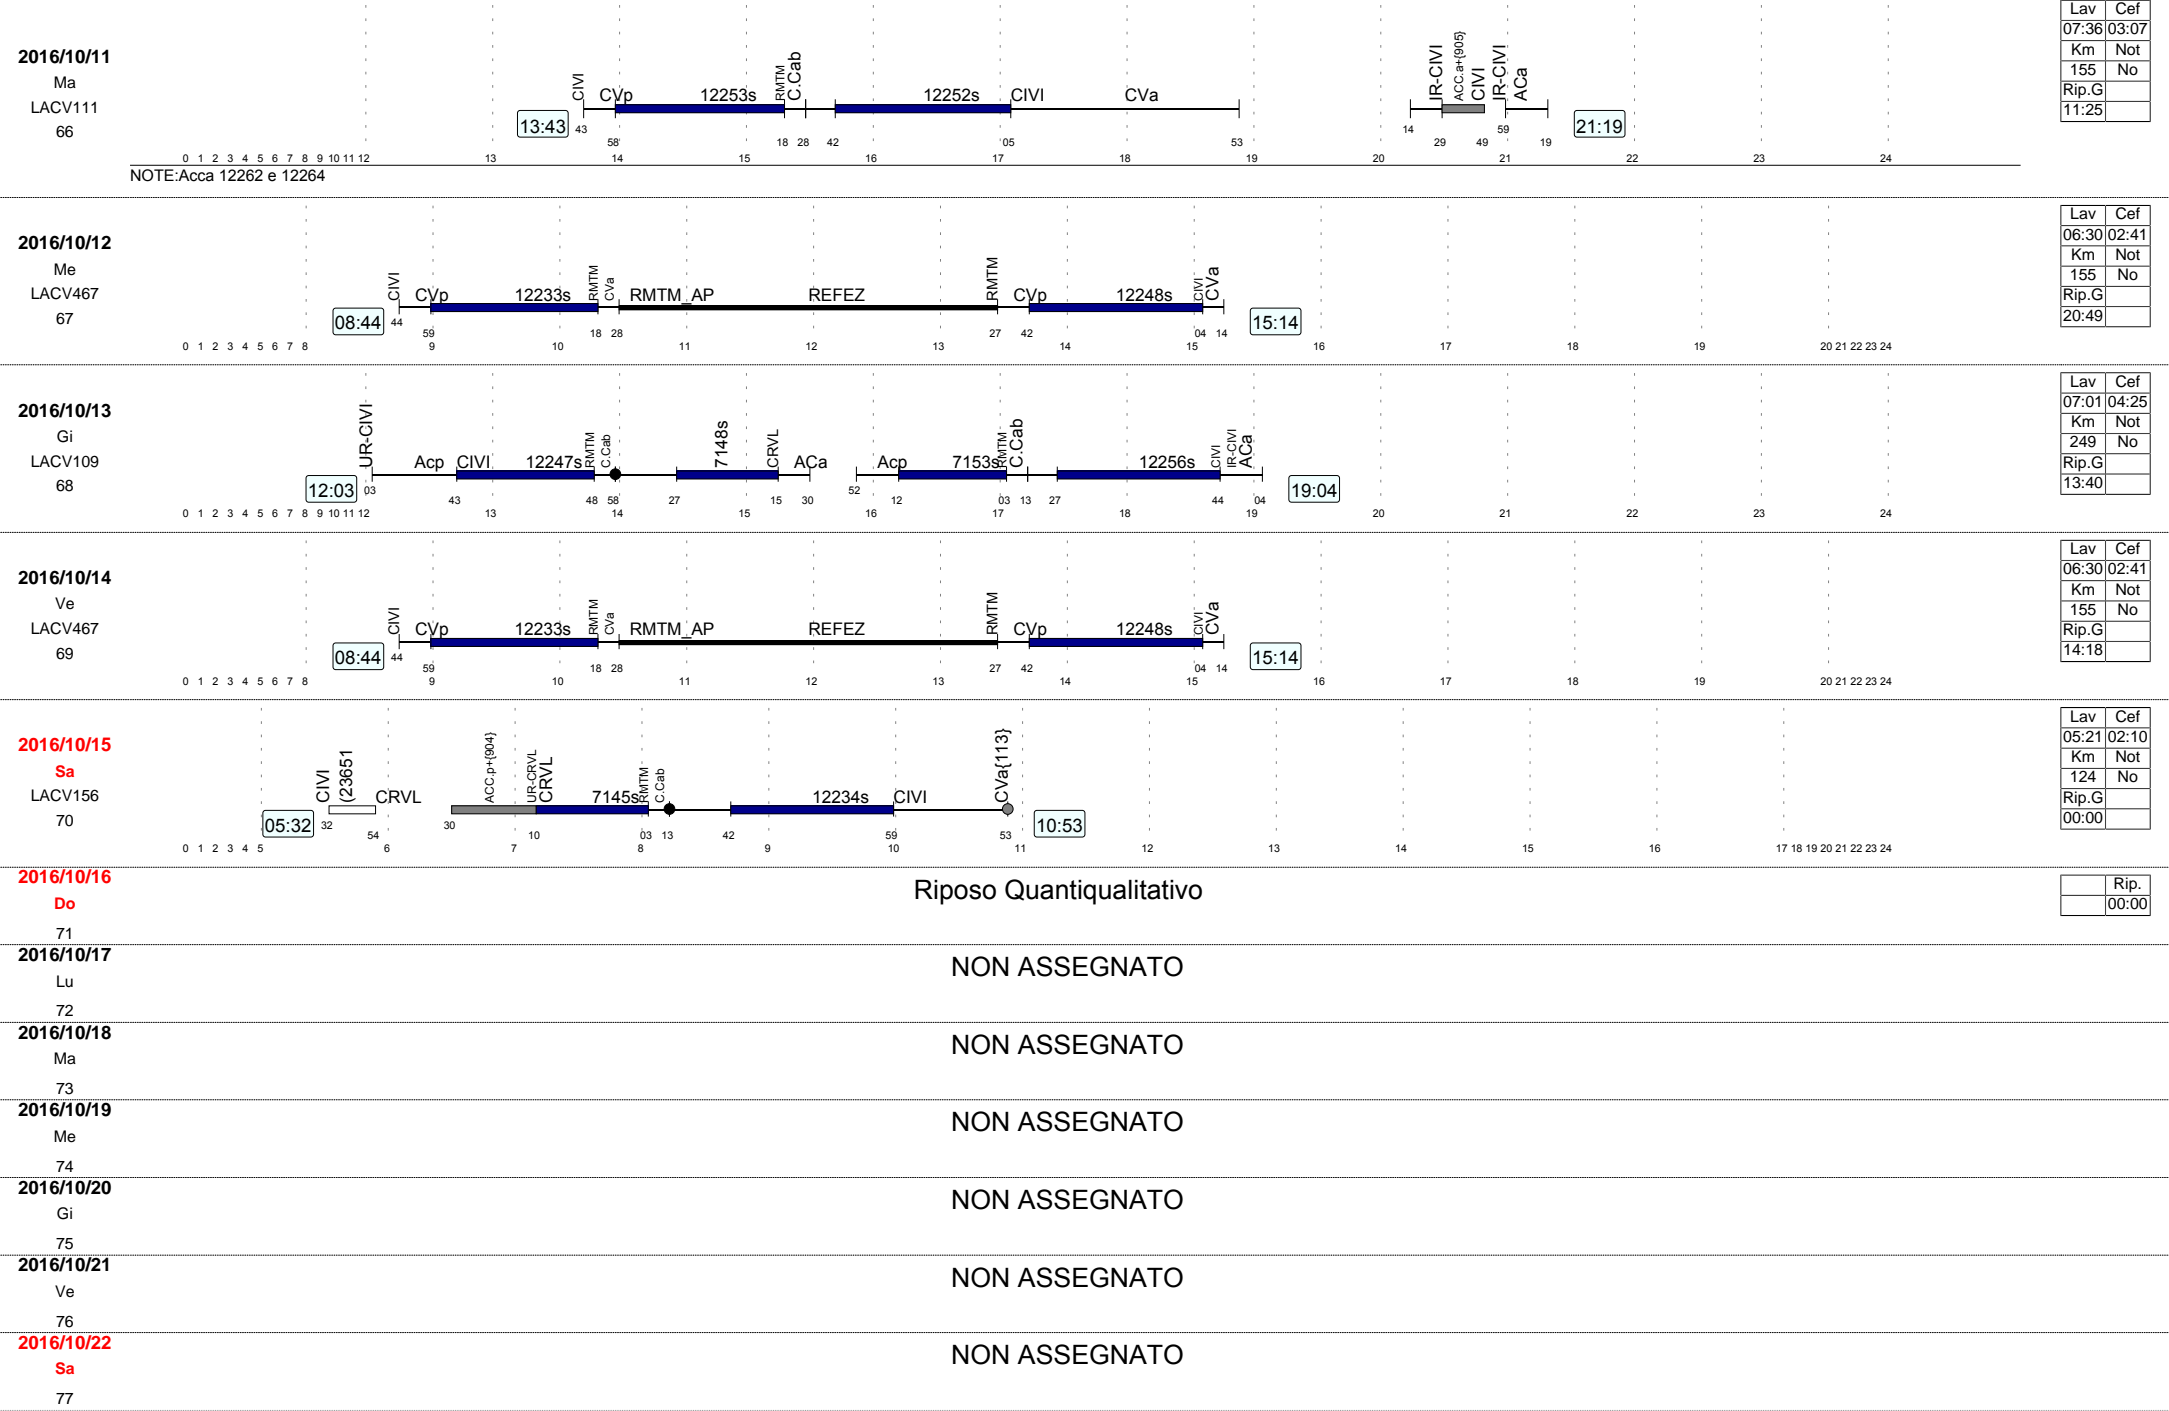 2016/10/11
Ma
LACV111
66
13:43
CIVI CVp 12253s RMTM C.Cab 12252s CIVI CVa IR-CIVI ACC.a+{905} CIVI IR-CIVI ACa
43 58 18 28 42 05 53 14 29 49 59 19
21:19
0 1 2 3 4 5 6 7 8 9 10 11 12 13 14 15 16 17 18 19 20 21 22 23 24
NOTE:Acca 12262 e 12264
Lav Cef
07:36 03:07
Km Not
155 No
Rip.G
11:25
2016/10/12
Me
LACV467
67
08:44
CIVI CVp 12233s RMTM CVa RMTM_AP REFEZ RMTM CVp 12248s CIVI CVa
44 59 18 28 27 42 04 14
15:14
0 1 2 3 4 5 6 7 8 9 10 11 12 13 14 15 16 17 18 19 20 21 22 23 24
Lav Cef
06:30 02:41
Km Not
155 No
Rip.G
20:49
2016/10/13
Gi
LACV109
68
12:03
UR-CIVI Acp CIVI 12247s RMTM C.Cab 7148s CRVL ACa Acp 7153s RMTM C.Cab 12256s CIVI IR-CIVI ACa
03 43 48 58 27 15 30 52 12 03 13 27 44 04
19:04
0 1 2 3 4 5 6 7 8 9 10 11 12 13 14 15 16 17 18 19 20 21 22 23 24
Lav Cef
07:01 04:25
Km Not
249 No
Rip.G
13:40
2016/10/14
Ve
LACV467
69
08:44
CIVI CVp 12233s RMTM CVa RMTM_AP REFEZ RMTM CVp 12248s CIVI CVa
44 59 18 28 27 42 04 14
15:14
0 1 2 3 4 5 6 7 8 9 10 11 12 13 14 15 16 17 18 19 20 21 22 23 24
Lav Cef
06:30 02:41
Km Not
155 No
Rip.G
14:18
2016/10/15
Sa
LACV156
70
05:32
CIVI (23651 CRVL ACC.p+{904} UR-CRVL CRVL 7145s RMTM C.Cab 12234s CIVI CVa{113}
32 54 30 10 03 13 42 59 53
10:53
0 1 2 3 4 5 6 7 8 9 10 11 12 13 14 15 16 17 18 19 20 21 22 23 24
Lav Cef
05:21 02:10
Km Not
124 No
Rip.G
00:00
2016/10/16
Do
71
Riposo Quantiqualitativo
Rip.
00:00
2016/10/17
Lu
72
NON ASSEGNATO
2016/10/18
Ma
73
NON ASSEGNATO
2016/10/19
Me
74
NON ASSEGNATO
2016/10/20
Gi
75
NON ASSEGNATO
2016/10/21
Ve
76
NON ASSEGNATO
2016/10/22
Sa
77
NON ASSEGNATO